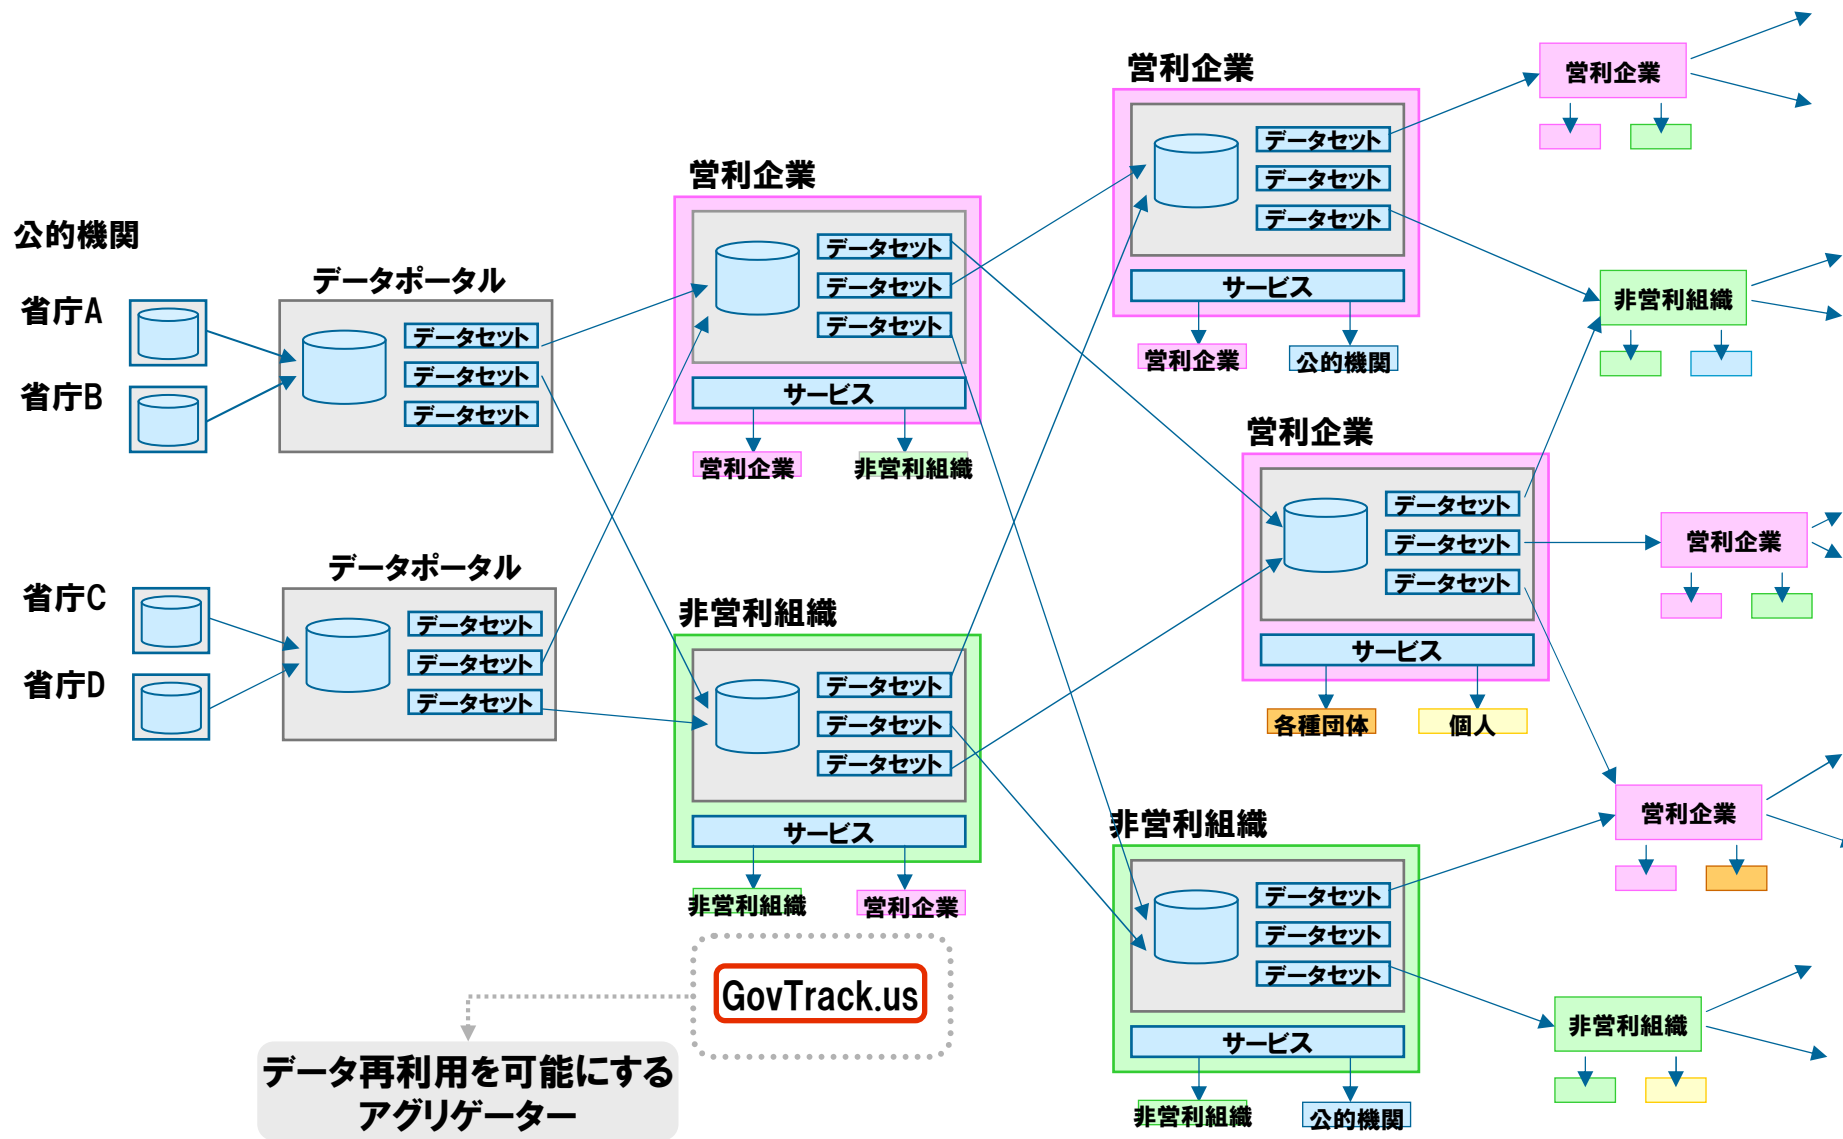 公的機関
省庁A
省庁B
データポータル
データセット
データセット
データセット
省庁C
省庁D
データポータル
データセット
データセット
データセット
営利企業
データセット
データセット
データセット
サービス
営利企業
非営利組織
非営利組織
データセット
データセット
データセット
サービス
非営利組織
営利企業
GovTrack.us
データ再利用を可能にする
アグリゲーター
営利企業
データセット
データセット
データセット
サービス
営利企業
公的機関
営利企業
データセット
データセット
データセット
サービス
各種団体
個人
非営利組織
データセット
データセット
データセット
サービス
非営利組織
公的機関
営利企業
非営利組織
営利企業
営利企業
非営利組織